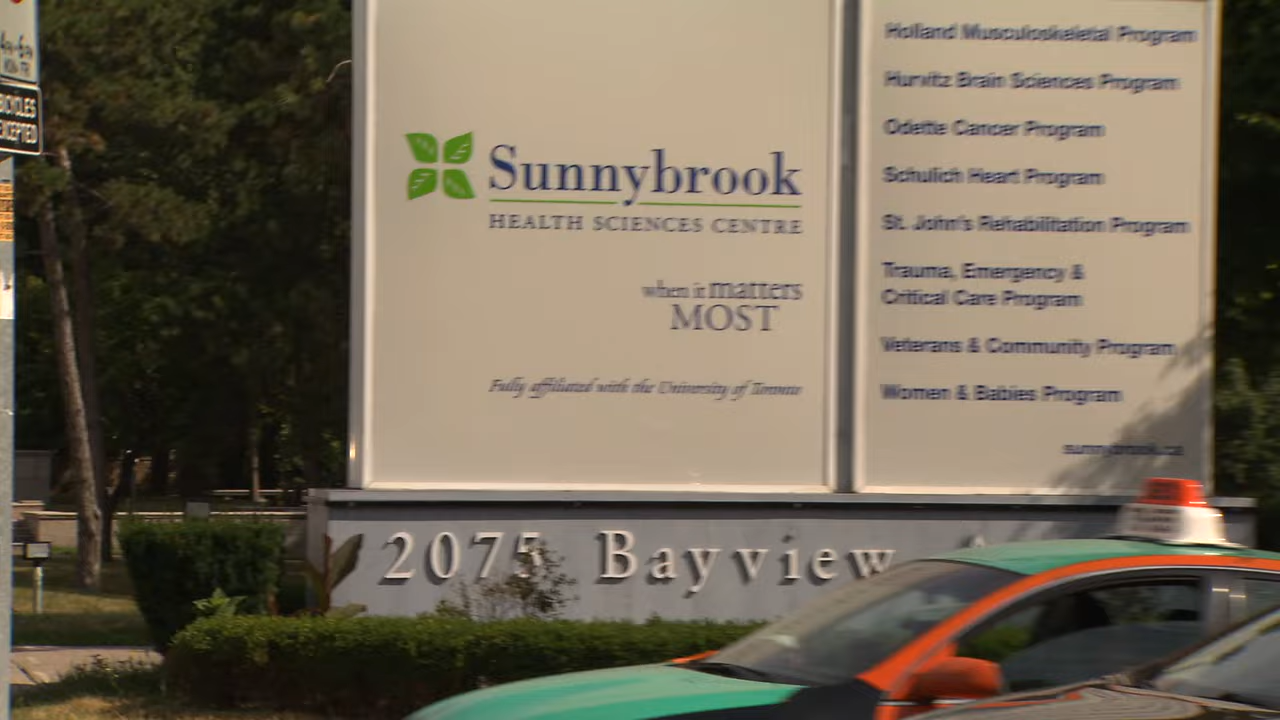 BICYCLES
EXCEPTED
Sunnybrook
HEALTH SCIENCES CENTRE
when it matters
MOST
Fully affiliated with the University of Toronto
Holland Musculoskeletal Program
Hurvitz Brain Sciences Program
Odette Cancer Program
Schulich Heart Program
St. John's Rehabilitation Program
Trauma, Emergency &
Critical Care Program
Veterans & Community Program
Women & Babies Program
sunnybrook.ca
2075 Bayview